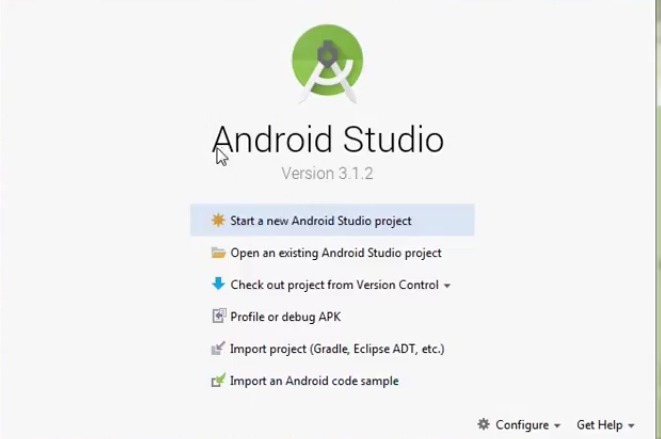 Android Studio
Version 3.1.2
Start a new Android Studio project
Open an existing Android Studio project
Check out project from Version Control
Profile or debug APK
Import project (Gradle, Eclipse ADT, etc.)
Import an Android code sample
Configure Get Help